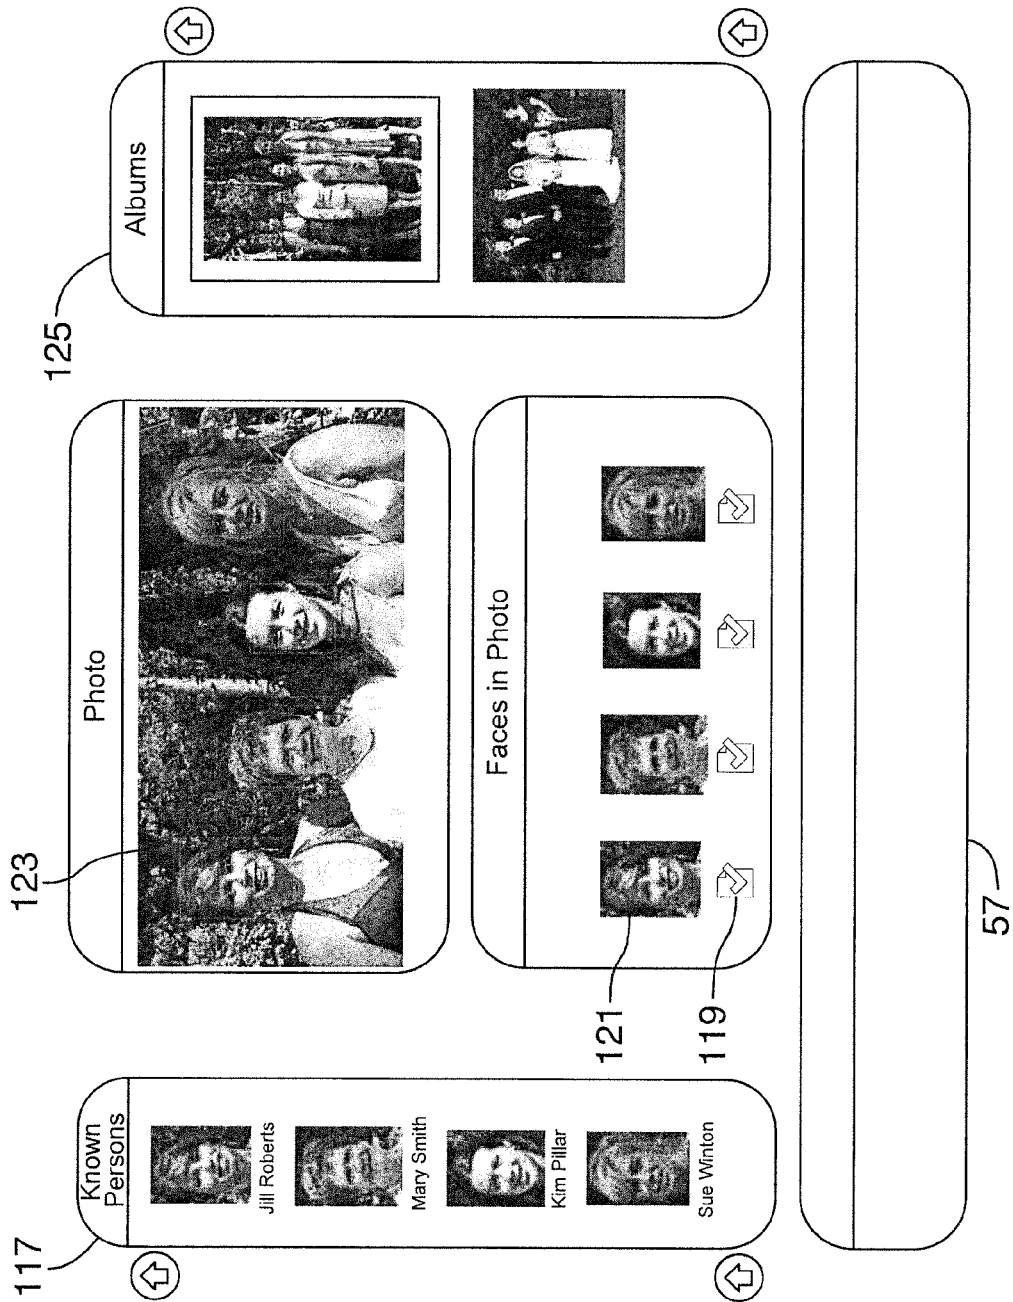 117
Known
Persons
Jill Roberts
Mary Smith
Kim Pillar
Sue Winton
123
Photo
Faces in Photo
121
119
125
Albums
57